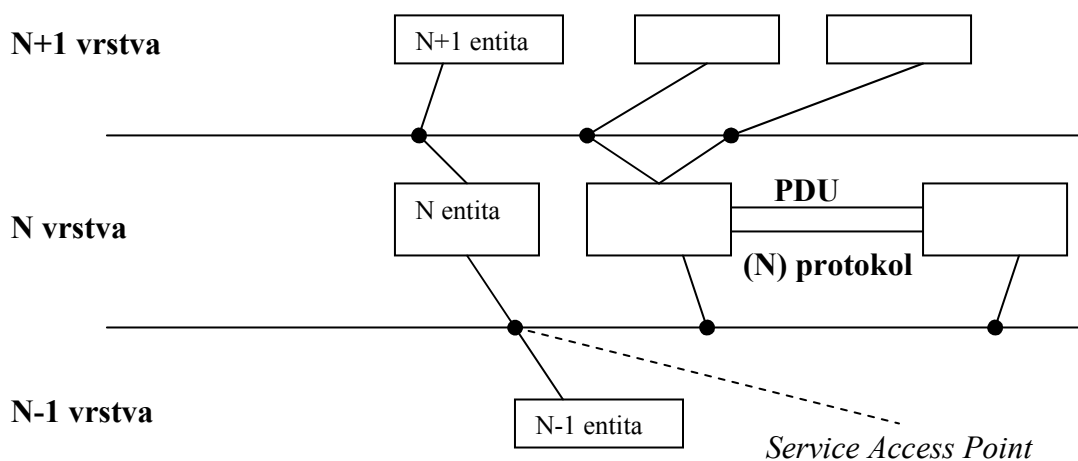 N+1 vrstva
N+1 entita
N vrstva
N entita
PDU
(N) protokol
N-1 vrstva
N-1 entita
Service Access Point